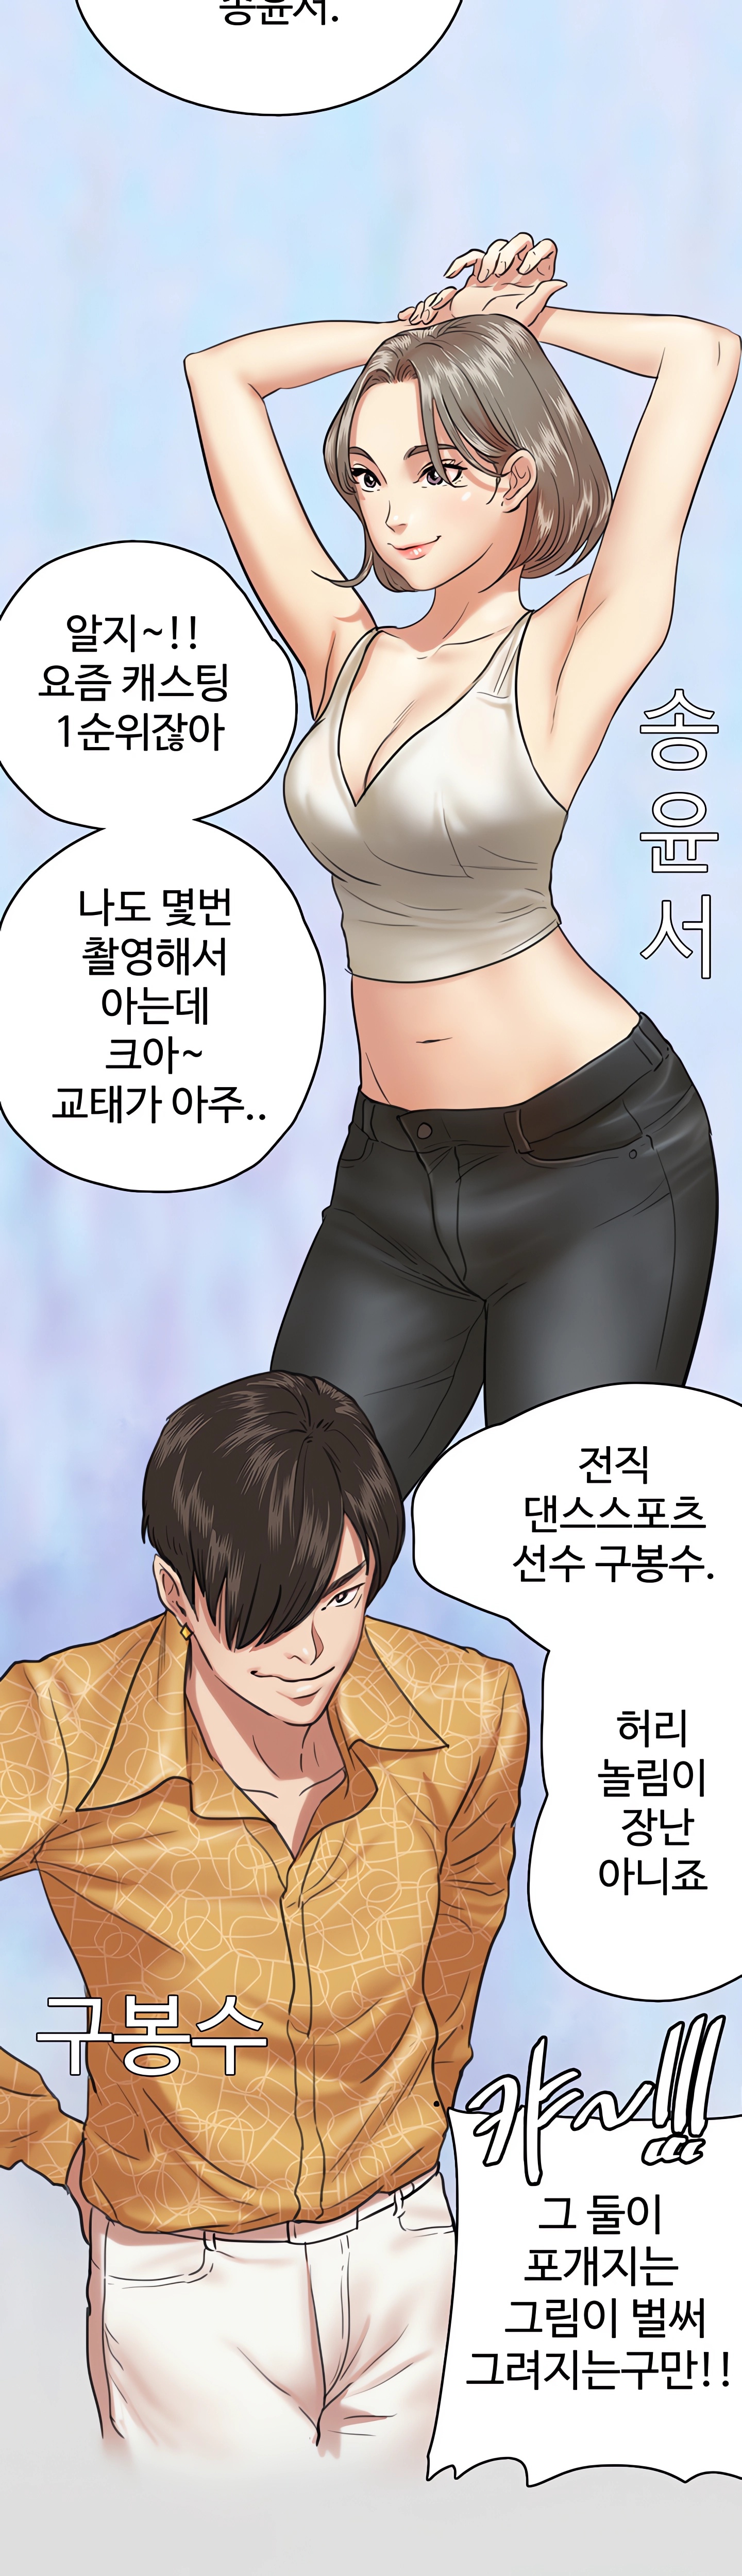 송윤서.
알지~!!
요즘 캐스팅
1순위잖아
송
윤
서
나도 몇번
촬영해서
아는데
크아~
교태가 아주..
전직
댄스스포츠
선수 구봉수.
허리
놀림이
장난
아니죠
구봉수
캬~!!!
그 둘이
포개지는
그림이 벌써
그려지는구만!!